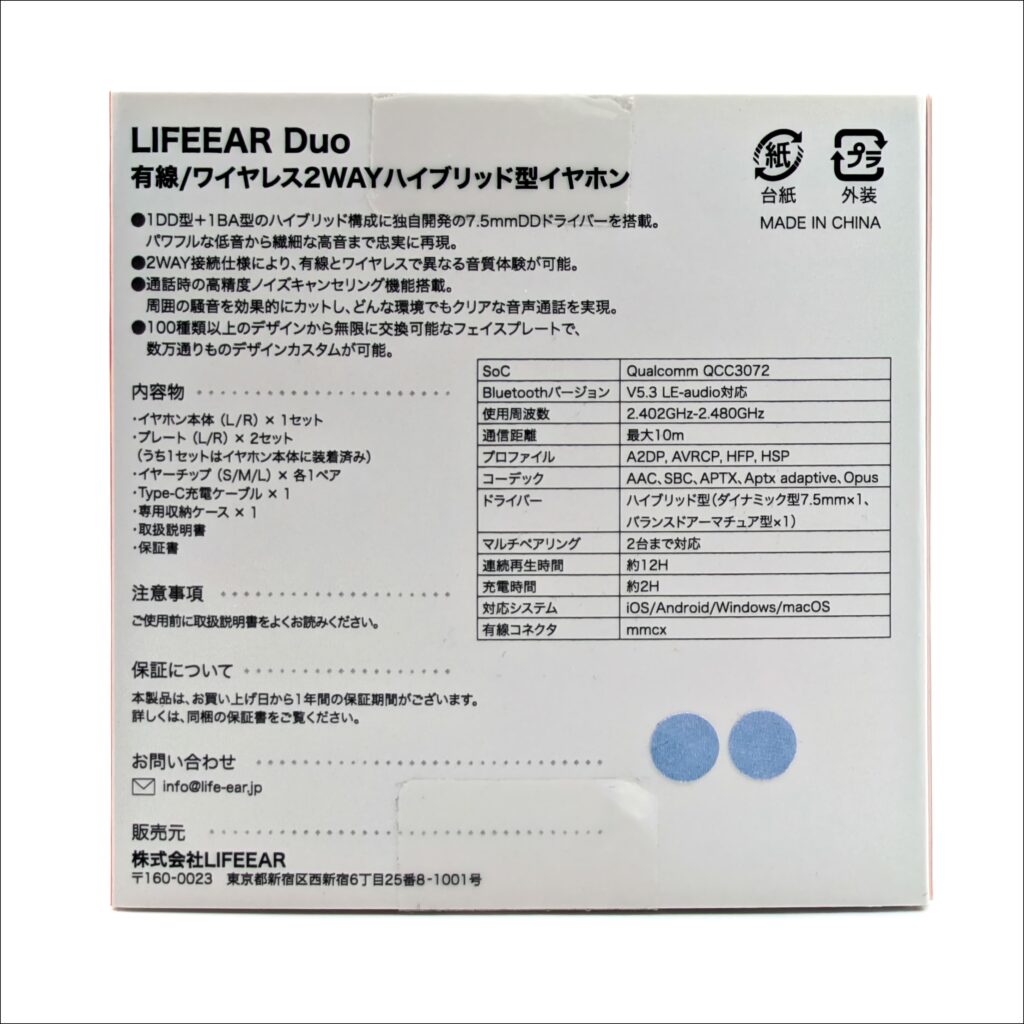 LIFEEAR Duo
有線/ワイヤレス2WAYハイブリッド型イヤホン
紙
台紙
プラ
外装
MADE IN CHINA
●1DD型+1BA型のハイブリッド構成に独自開発の7.5mmDDドライバーを搭載。
パワフルな低音から繊細な高音まで忠実に再現。
●2WAY接続仕様により、有線とワイヤレスで異なる音質体験が可能。
●通話時の高精度ノイズキャンセリング機能搭載。
周囲の騒音を効果的にカットし、どんな環境でもクリアな音声通話を実現。
●100種類以上のデザインから無限に交換可能なフェイスプレートで、
数万通りものデザインカスタムが可能。
内容物
・イヤホン本体（L/R）× 1セット
・プレート（L/R）× 2セット
（うち1セットはイヤホン本体に装着済み）
・イヤーチップ（S/M/L）× 各1ペア
・Type-C充電ケーブル × 1
・専用収納ケース × 1
・取扱説明書
・保証書
注意事項
ご使用前に取扱説明書をよくお読みください。
保証について
本製品は、お買い上げ日から1年間の保証期間がございます。
詳しくは、同梱の保証書をご覧ください。
お問い合わせ
info@life-ear.jp
販売元
株式会社LIFEEAR
〒160-0023 東京都新宿区西新宿6丁目25番8-1001号
SoC Qualcomm QCC3072
Bluetoothバージョン V5.3 LE-audio対応
使用周波数 2.402GHz-2.480GHz
通信距離 最大10m
プロファイル A2DP, AVRCP, HFP, HSP
コーデック AAC、SBC、APTX、Aptx adaptive、Opus
ドライバー ハイブリッド型（ダイナミック型7.5mm×1、
バランスドアーマチュア型×1）
マルチペアリング 2台まで対応
連続再生時間 約12H
充電時間 約2H
対応システム iOS/Android/Windows/macOS
有線コネクタ mmcx